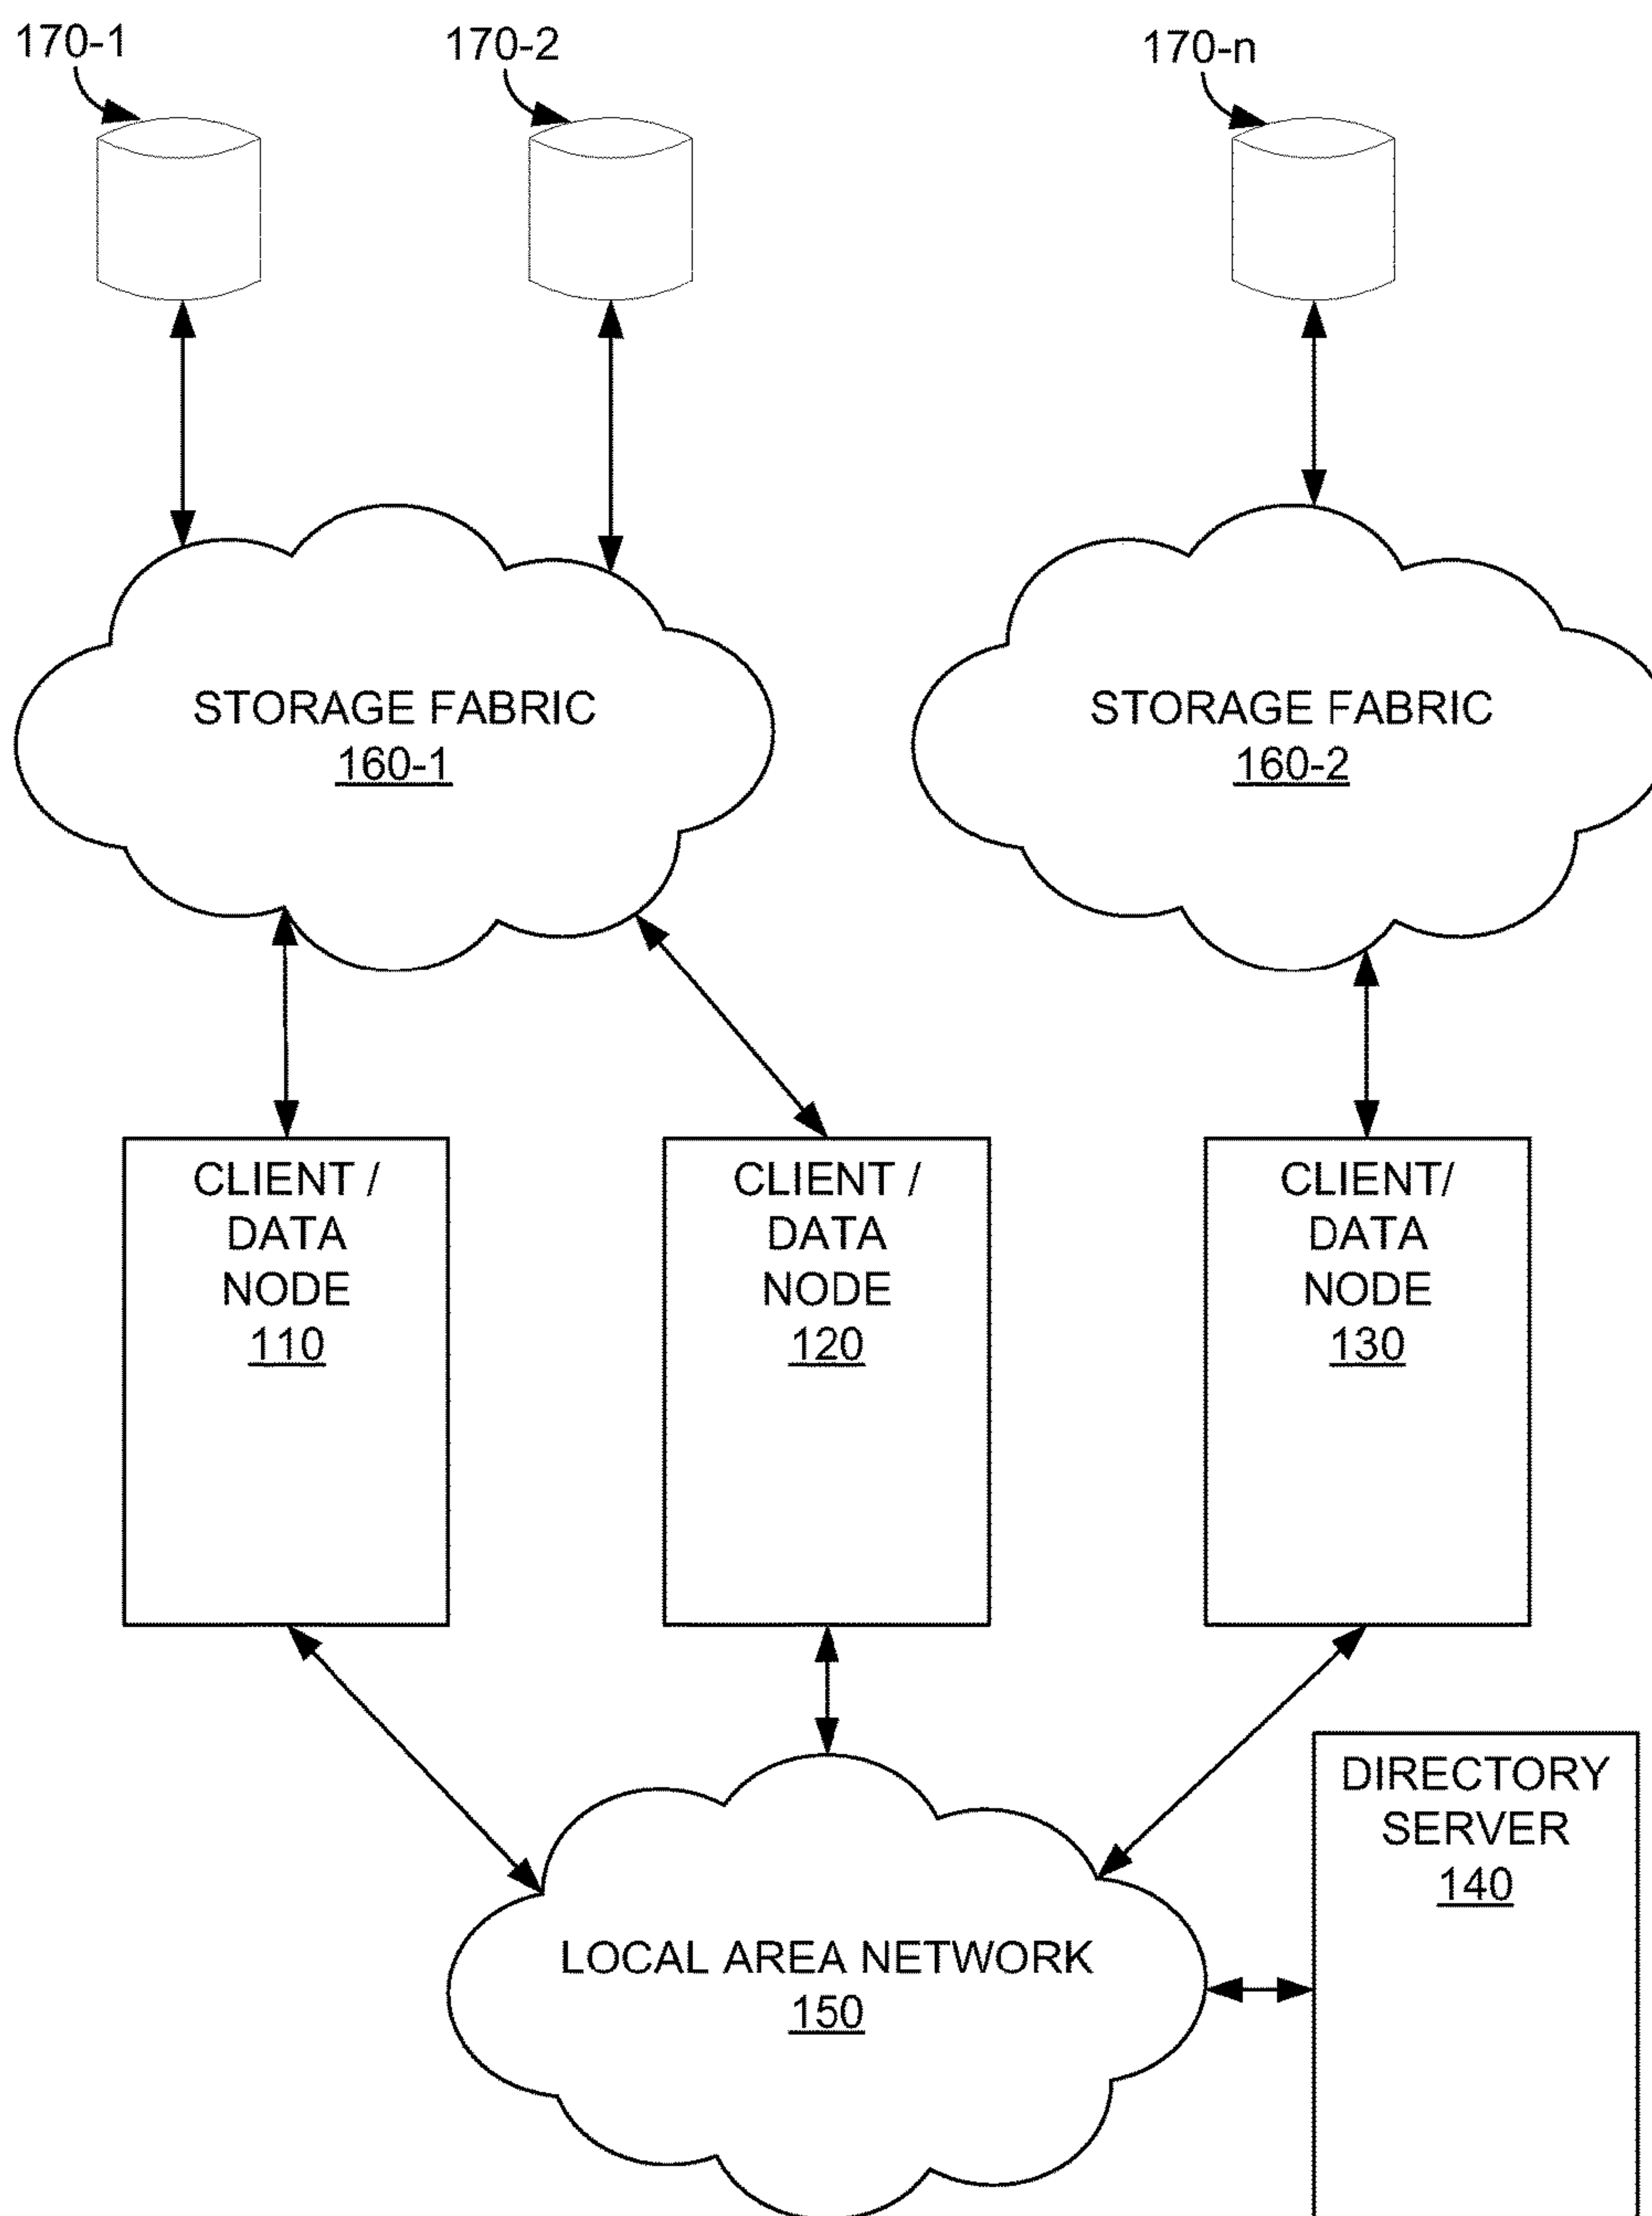 170-1
170-2
170-n
STORAGE FABRIC
160-1
STORAGE FABRIC
160-2
CLIENT /
DATA
NODE
110
CLIENT /
DATA
NODE
120
CLIENT/
DATA
NODE
130
DIRECTORY
SERVER
140
LOCAL AREA NETWORK
150